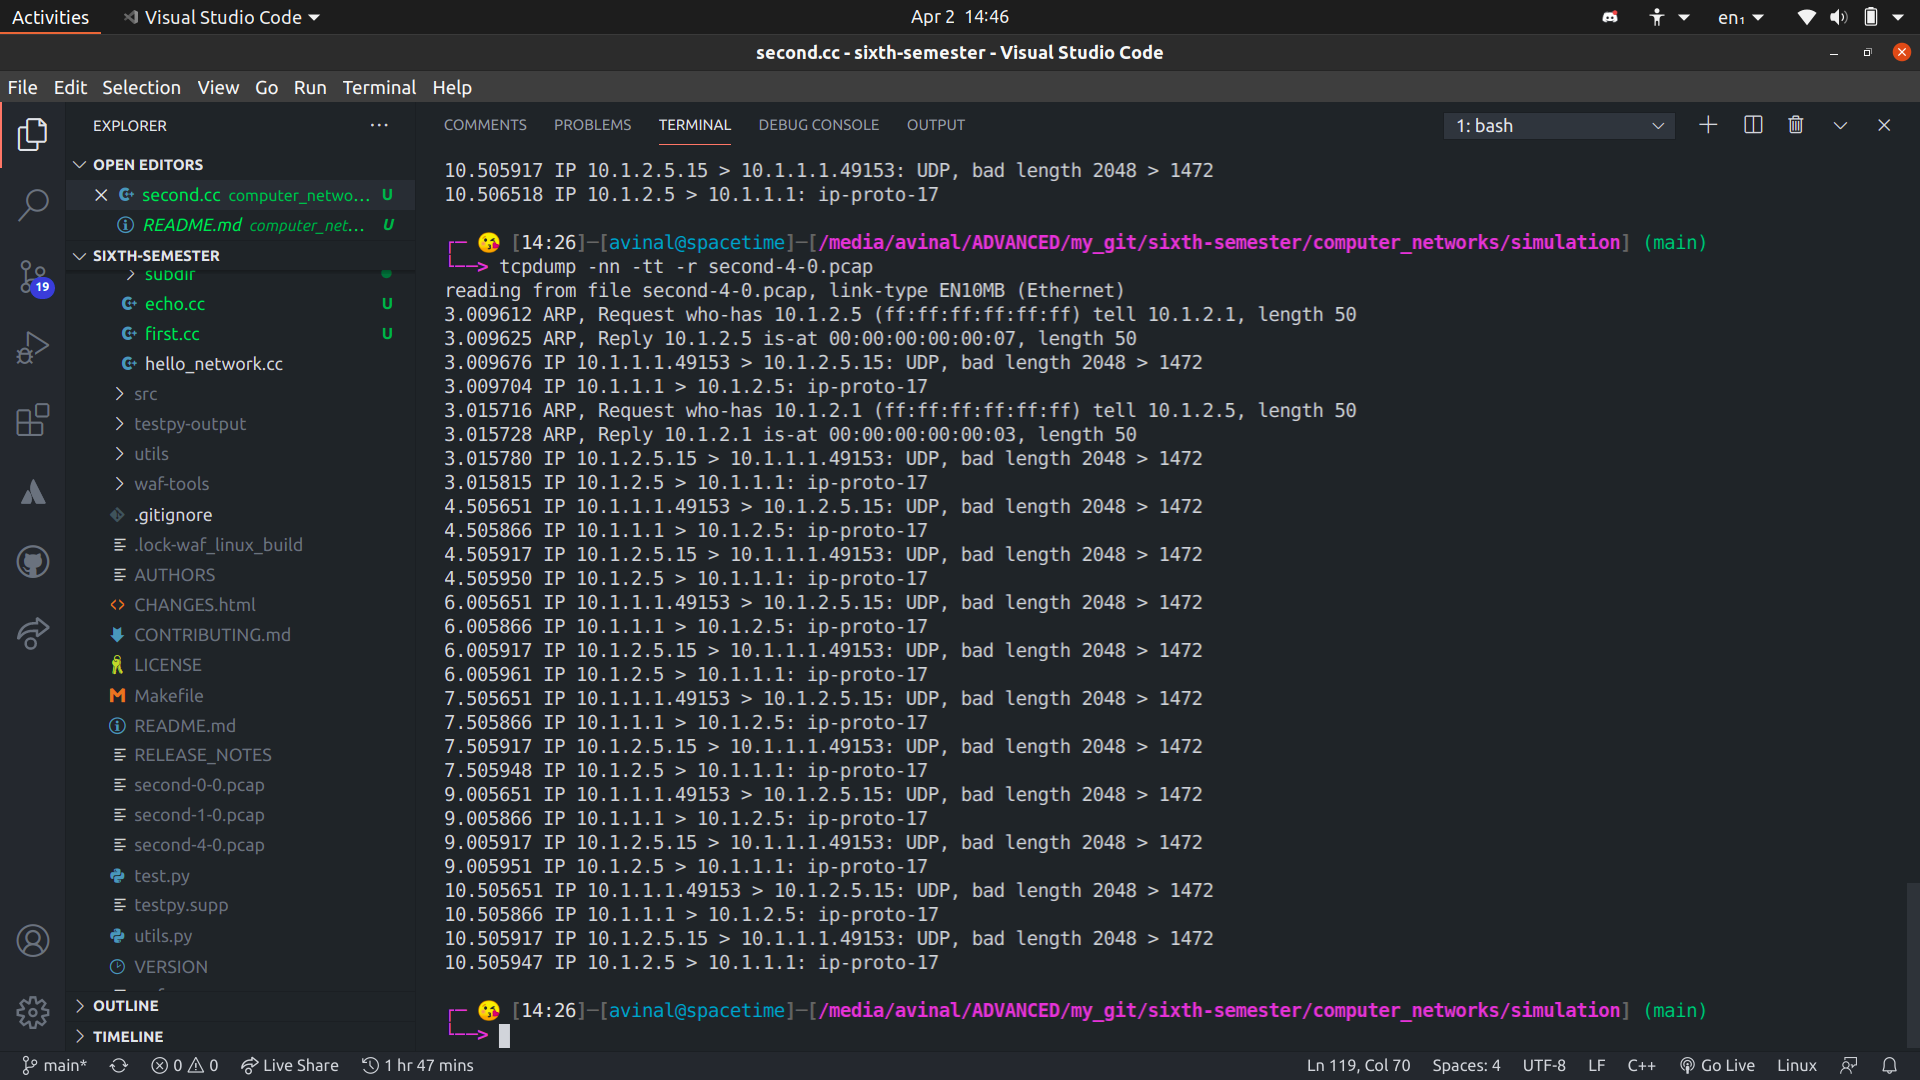 Activities
Visual Studio Code
Apr 2 14:46
en₁
second.cc - sixth-semester - Visual Studio Code
File Edit Selection View Go Run Terminal Help
EXPLORER
OPEN EDITORS
second.cc computer_netwo... U
README.md computer_net... U
SIXTH-SEMESTER
subdir
echo.cc U
first.cc U
hello_network.cc
src
testpy-output
utils
waf-tools
.gitignore
.lock-waf_linux_build
AUTHORS
CHANGES.html
CONTRIBUTING.md
LICENSE
Makefile
README.md
RELEASE_NOTES
second-0-0.pcap
second-1-0.pcap
second-4-0.pcap
test.py
testpy.supp
utils.py
VERSION
OUTLINE
TIMELINE
19
COMMENTS PROBLEMS TERMINAL DEBUG CONSOLE OUTPUT
1: bash
10.505917 IP 10.1.2.5.15 > 10.1.1.1.49153: UDP, bad length 2048 > 1472
10.506518 IP 10.1.2.5 > 10.1.1.1: ip-proto-17
┌─ 😘 [14:26]─[avinal@spacetime]─[/media/avinal/ADVANCED/my_git/sixth-semester/computer_networks/simulation] (main)
└──> tcpdump -nn -tt -r second-4-0.pcap
reading from file second-4-0.pcap, link-type EN10MB (Ethernet)
3.009612 ARP, Request who-has 10.1.2.5 (ff:ff:ff:ff:ff:ff) tell 10.1.2.1, length 50
3.009625 ARP, Reply 10.1.2.5 is-at 00:00:00:00:00:07, length 50
3.009676 IP 10.1.1.1.49153 > 10.1.2.5.15: UDP, bad length 2048 > 1472
3.009704 IP 10.1.1.1 > 10.1.2.5: ip-proto-17
3.015716 ARP, Request who-has 10.1.2.1 (ff:ff:ff:ff:ff:ff) tell 10.1.2.5, length 50
3.015728 ARP, Reply 10.1.2.1 is-at 00:00:00:00:00:03, length 50
3.015780 IP 10.1.2.5.15 > 10.1.1.1.49153: UDP, bad length 2048 > 1472
3.015815 IP 10.1.2.5 > 10.1.1.1: ip-proto-17
4.505651 IP 10.1.1.1.49153 > 10.1.2.5.15: UDP, bad length 2048 > 1472
4.505866 IP 10.1.1.1 > 10.1.2.5: ip-proto-17
4.505917 IP 10.1.2.5.15 > 10.1.1.1.49153: UDP, bad length 2048 > 1472
4.505950 IP 10.1.2.5 > 10.1.1.1: ip-proto-17
6.005651 IP 10.1.1.1.49153 > 10.1.2.5.15: UDP, bad length 2048 > 1472
6.005866 IP 10.1.1.1 > 10.1.2.5: ip-proto-17
6.005917 IP 10.1.2.5.15 > 10.1.1.1.49153: UDP, bad length 2048 > 1472
6.005961 IP 10.1.2.5 > 10.1.1.1: ip-proto-17
7.505651 IP 10.1.1.1.49153 > 10.1.2.5.15: UDP, bad length 2048 > 1472
7.505866 IP 10.1.1.1 > 10.1.2.5: ip-proto-17
7.505917 IP 10.1.2.5.15 > 10.1.1.1.49153: UDP, bad length 2048 > 1472
7.505948 IP 10.1.2.5 > 10.1.1.1: ip-proto-17
9.005651 IP 10.1.1.1.49153 > 10.1.2.5.15: UDP, bad length 2048 > 1472
9.005866 IP 10.1.1.1 > 10.1.2.5: ip-proto-17
9.005917 IP 10.1.2.5.15 > 10.1.1.1.49153: UDP, bad length 2048 > 1472
9.005951 IP 10.1.2.5 > 10.1.1.1: ip-proto-17
10.505651 IP 10.1.1.1.49153 > 10.1.2.5.15: UDP, bad length 2048 > 1472
10.505866 IP 10.1.1.1 > 10.1.2.5: ip-proto-17
10.505917 IP 10.1.2.5.15 > 10.1.1.1.49153: UDP, bad length 2048 > 1472
10.505947 IP 10.1.2.5 > 10.1.1.1: ip-proto-17
┌─ 😘 [14:26]─[avinal@spacetime]─[/media/avinal/ADVANCED/my_git/sixth-semester/computer_networks/simulation] (main)
└──>
main* 0 0 Live Share 1 hr 47 mins
Ln 119, Col 70 Spaces: 4 UTF-8 LF C++ Go Live Linux